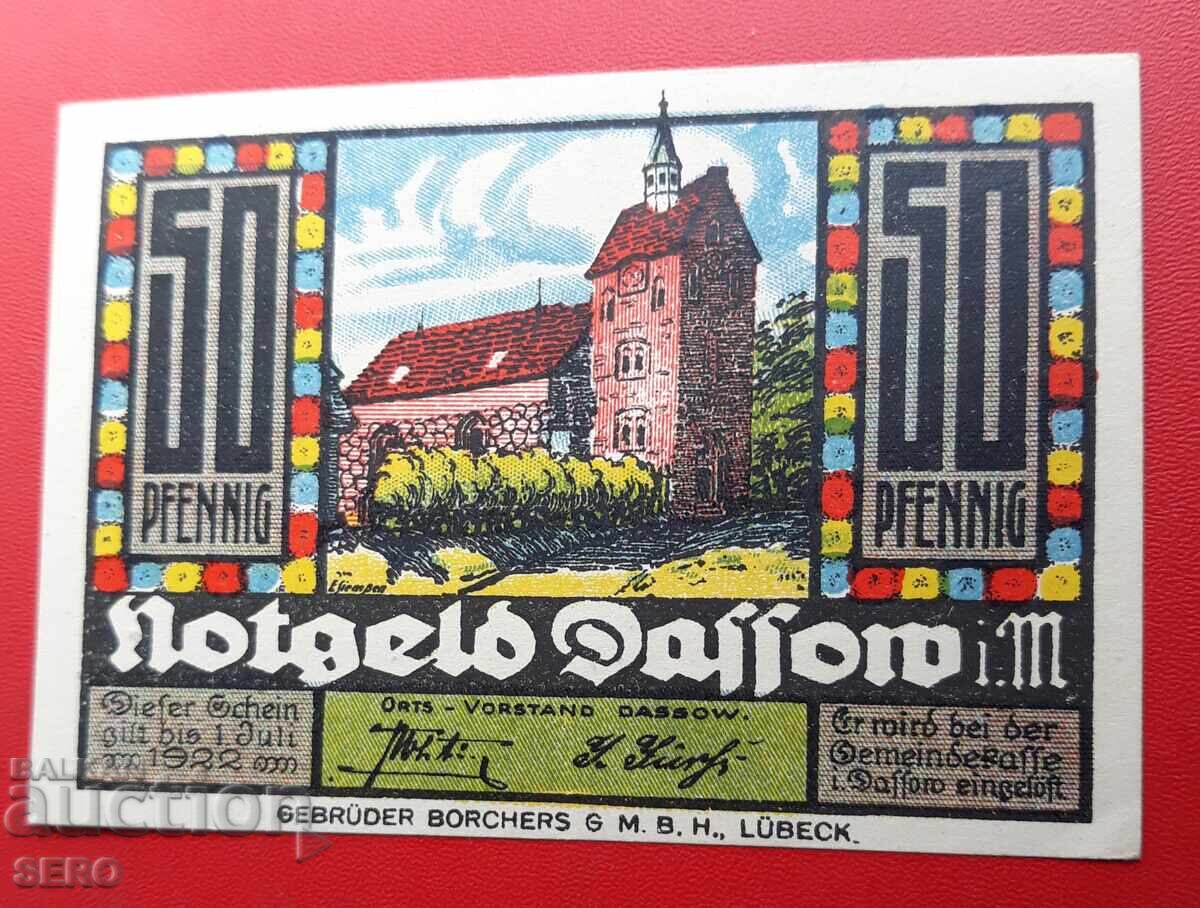 50
PFENNIG
50
PFENNIG
Notgeld Dassow i. M
Dieser Schein
gilt bis 1. Juli
1922
ORTS - VORSTAND DASSOW.
Er wird bei der
Gemeindekasse
i. Dassow eingelöst
GEBRÜDER BORCHERS G M. B. H., LÜBECK.
BALKAN
auction
SERO